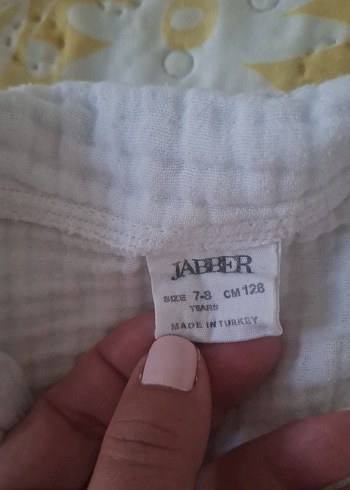 JABBER
SIZE 7-8 CM 128
YEARS
MADE IN TURKEY